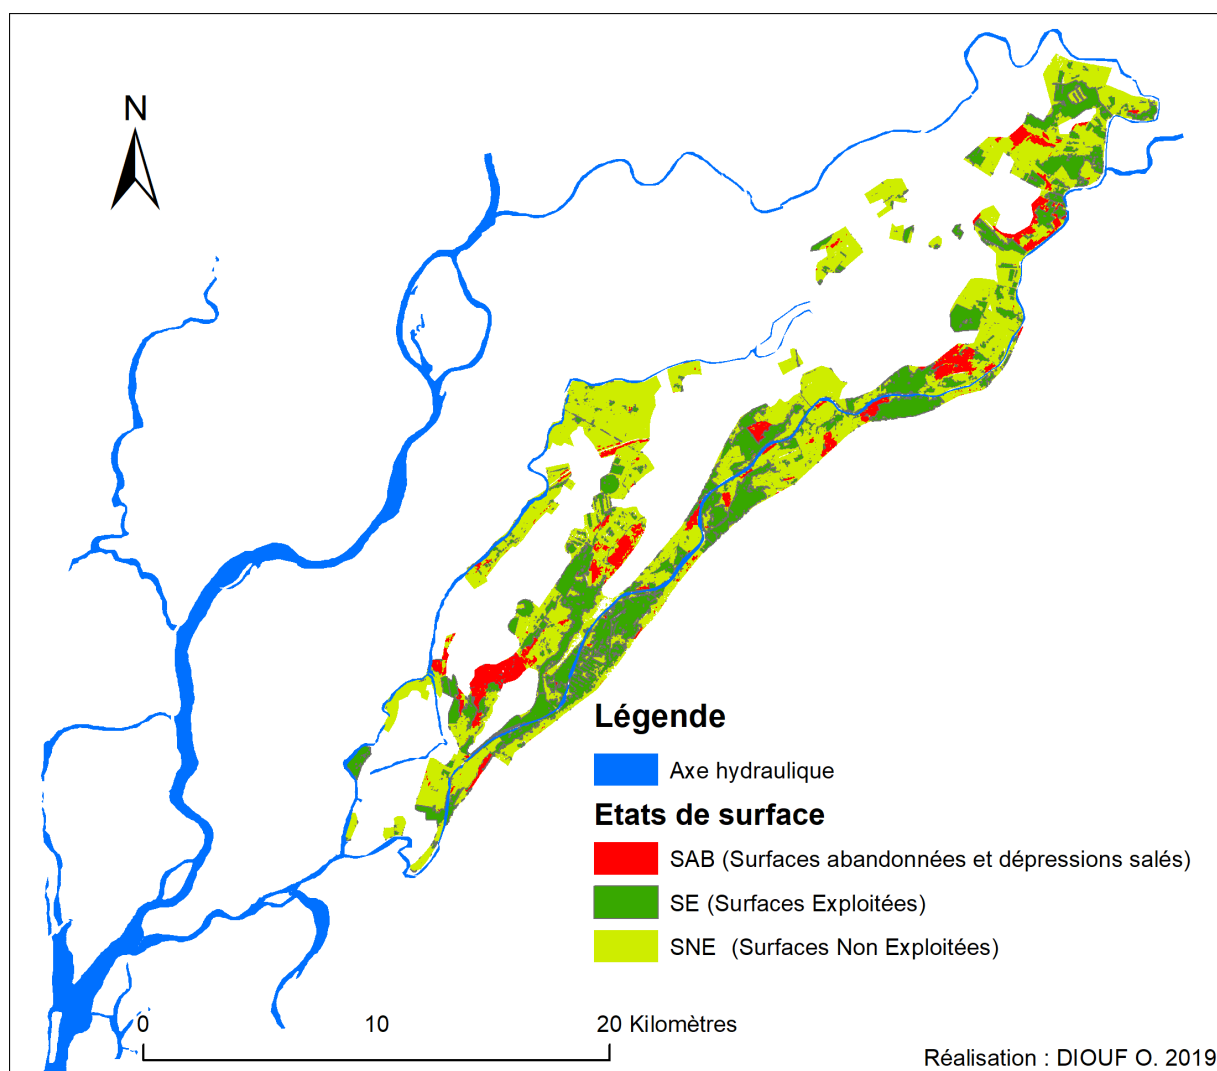 N
Légende
Axe hydraulique
Etats de surface
SAB (Surfaces abandonnées et dépressions salés)
SE (Surfaces Exploitées)
SNE (Surfaces Non Exploitées)
0 10 20 Kilomètres
Réalisation : DIOUF O. 2019